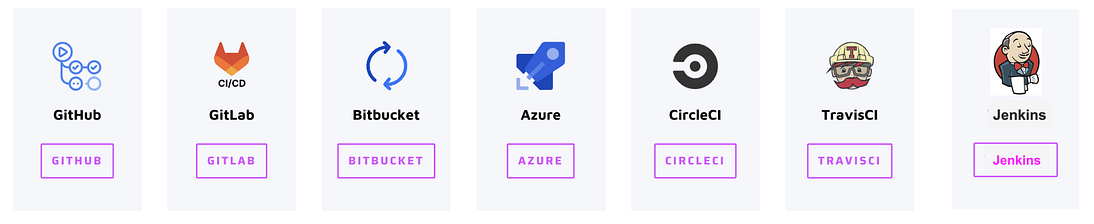 CI/CD
GitHub
GITHUB
GitLab
GITLAB
Bitbucket
BITBUCKET
Azure
AZURE
CircleCI
CIRCLECI
T
TravisCI
TRAVISCI
Jenkins
Jenkins